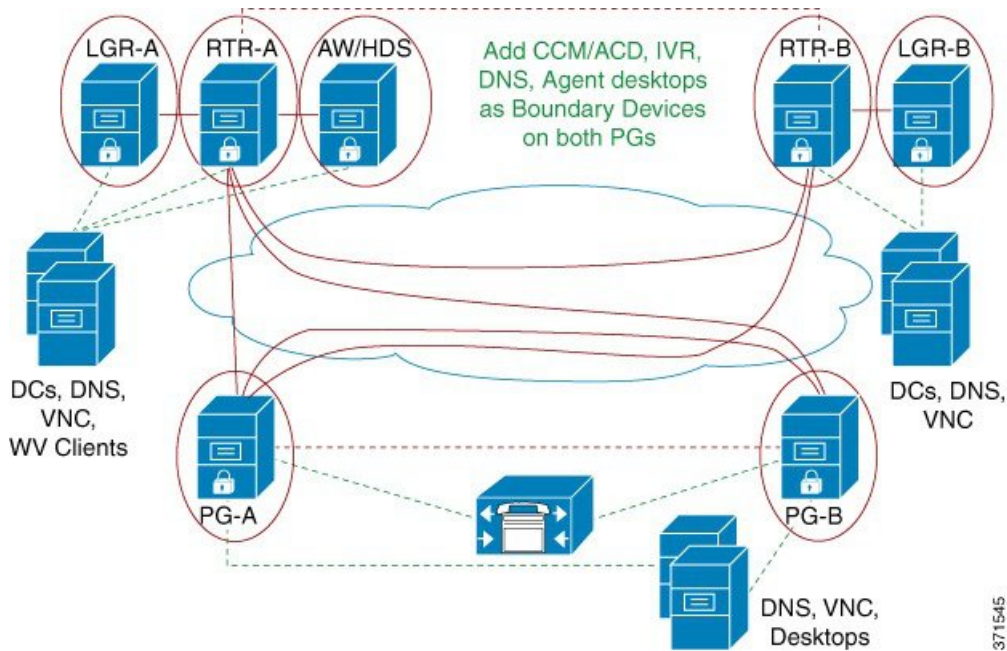 LGR-A
RTR-A
AW/HDS
Add CCM/ACD, IVR,
DNS, Agent desktops
as Boundary Devices
on both PGs
RTR-B
LGR-B
DCs, DNS,
VNC,
WV Clients
DCs, DNS,
VNC
PG-A
PG-B
DNS, VNC,
Desktops
371545